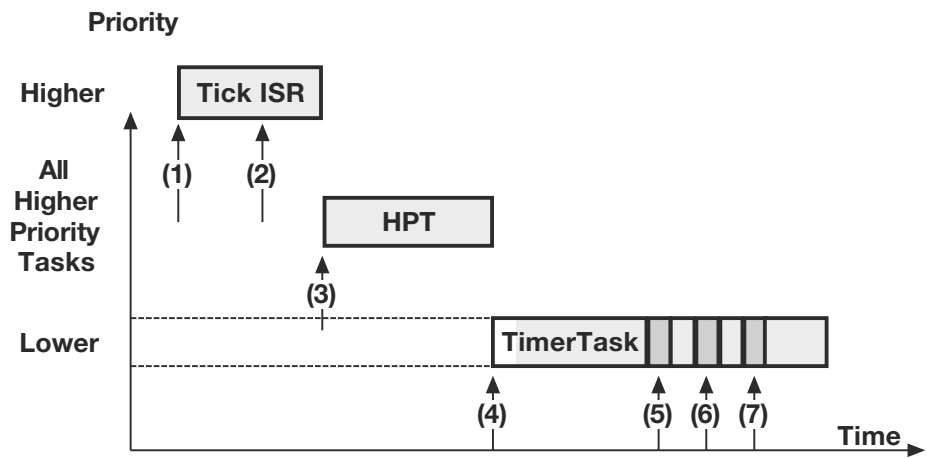 Priority
Higher
Tick ISR
(1)
(2)
All
Higher
Priority
Tasks
HPT
(3)
Lower
TimerTask
(4)
(5)
(6)
(7)
Time